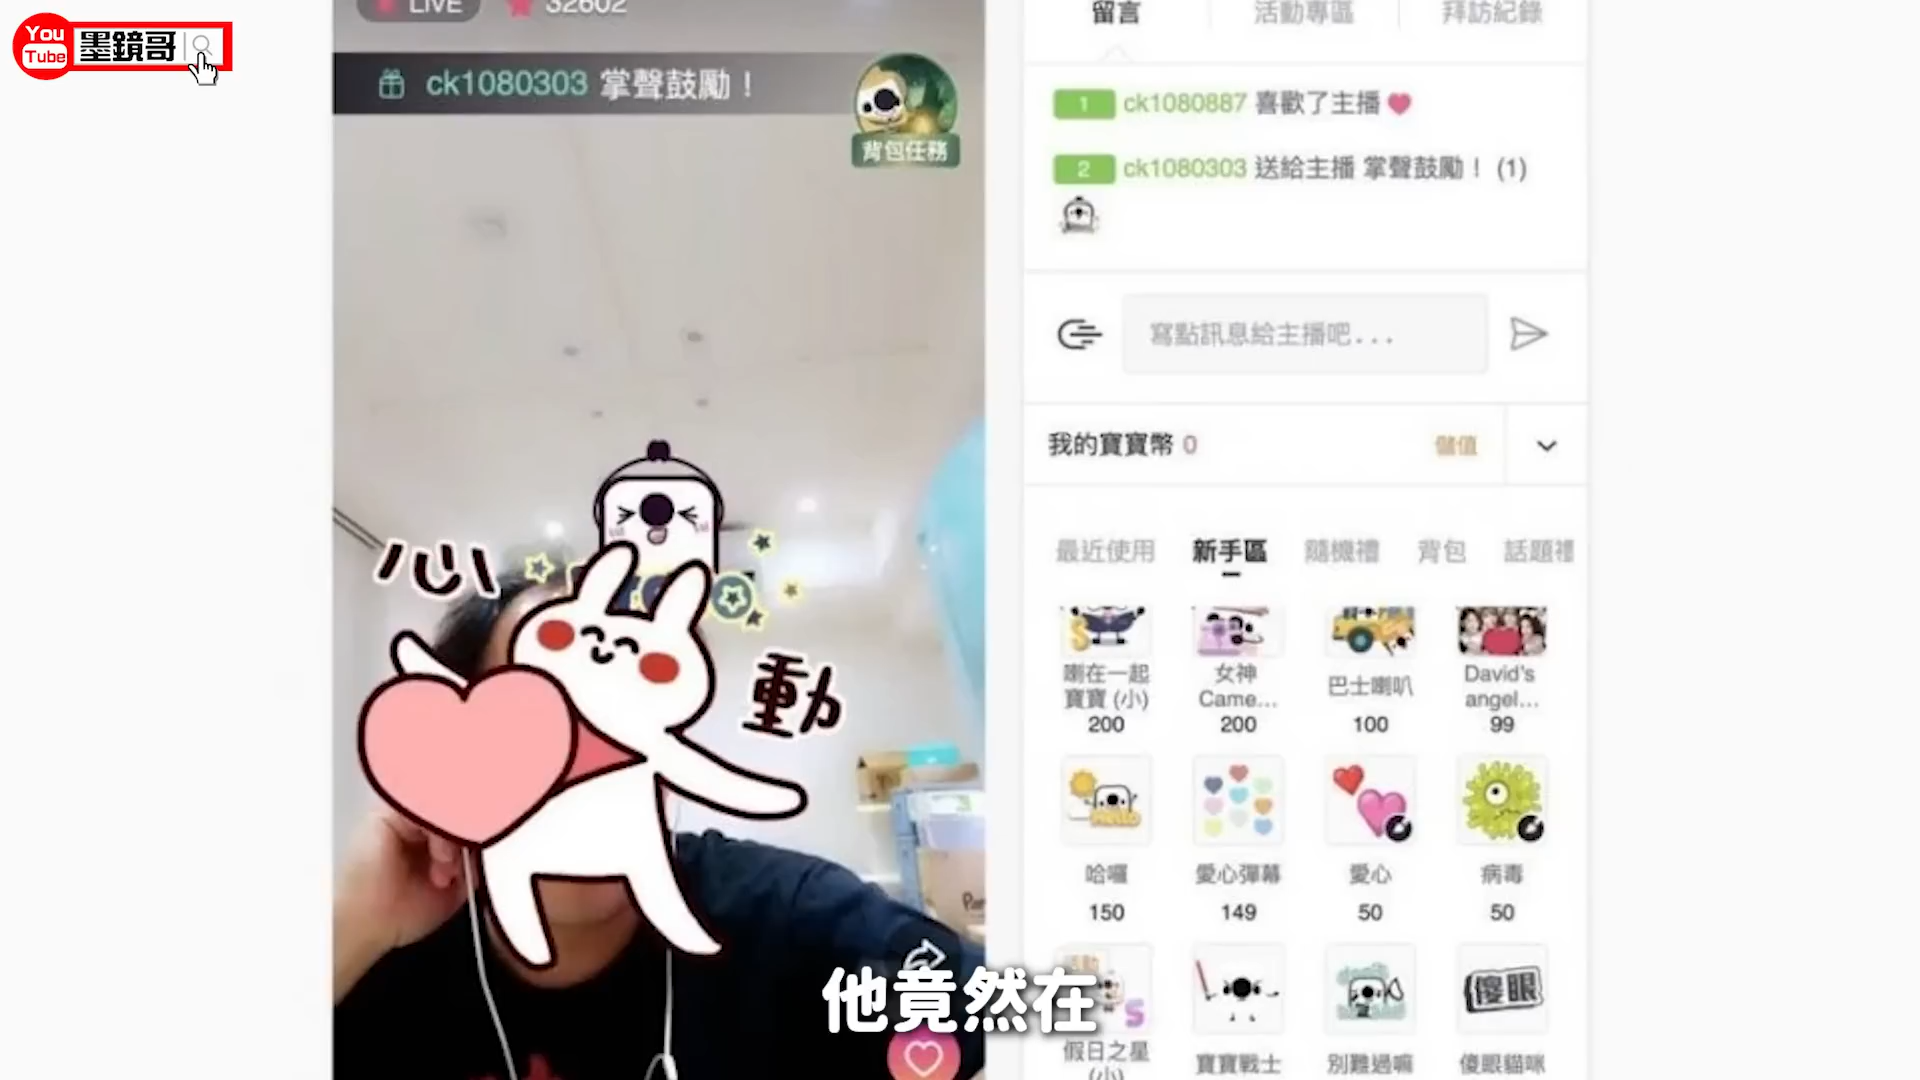 You
Tube
墨鏡哥
LIVE
32602
ck1080303 掌聲鼓勵！
背包任務
心
動
留言
活動專區
拜訪紀錄
1 ck1080887 喜歡了主播
2 ck1080303 送給主播 掌聲鼓勵！ (1)
寫點訊息給主播吧...
我的寶寶幣 0
儲值
最近使用
新手區
隨機禮
背包
話題禮
喇在一起
寶寶 (小)
200
女神
Came...
200
巴士喇叭
100
David's
angel...
99
Hello
哈囉
150
愛心彈幕
149
愛心
50
病毒
50
假日之星
(小)
寶寶戰士
別難過嘛
傻眼
傻眼貓咪
他竟然在